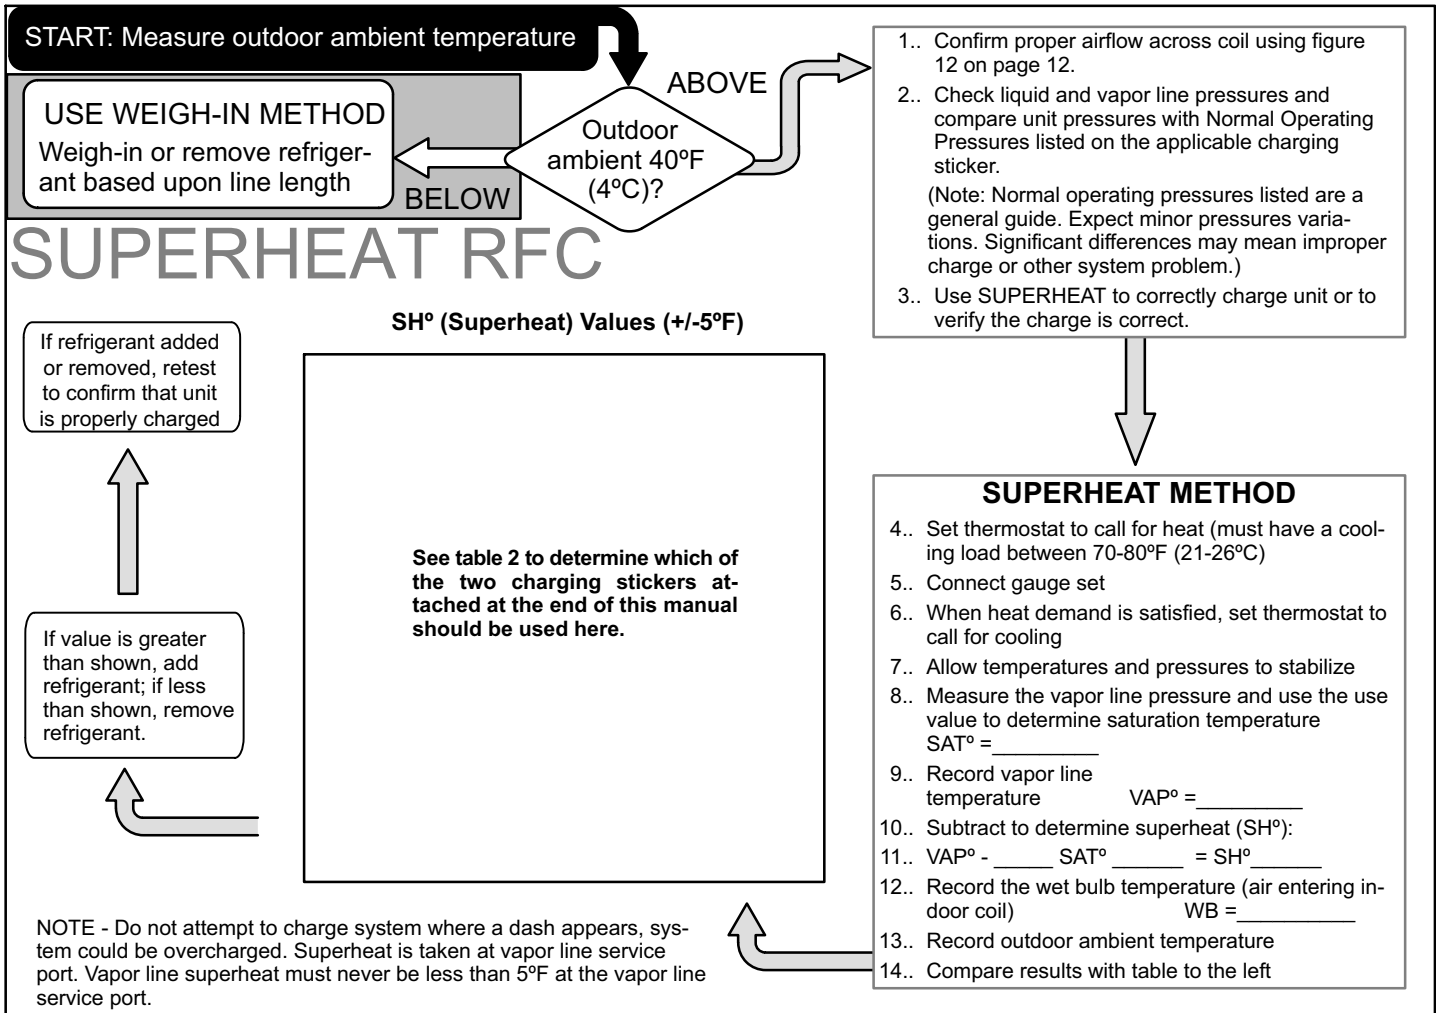 START: Measure outdoor ambient temperature
ABOVE
USE WEIGH-IN METHOD
Weigh-in or remove refriger-
ant based upon line length
BELOW
Outdoor
ambient 40ºF
(4ºC)?
SUPERHEAT RFC
1.. Confirm proper airflow across coil using figure
12 on page 12.
2.. Check liquid and vapor line pressures and
compare unit pressures with Normal Operating
Pressures listed on the applicable charging
sticker.
(Note: Normal operating pressures listed are a
general guide. Expect minor pressures varia-
tions. Significant differences may mean improper
charge or other system problem.)
3.. Use SUPERHEAT to correctly charge unit or to
verify the charge is correct.
SUPERHEAT METHOD
4.. Set thermostat to call for heat (must have a cool-
ing load between 70-80ºF (21-26ºC)
5.. Connect gauge set
6.. When heat demand is satisfied, set thermostat to
call for cooling
7.. Allow temperatures and pressures to stabilize
8.. Measure the vapor line pressure and use the use
value to determine saturation temperature
SATº =_________
9.. Record vapor line
temperature VAPº =_________
10.. Subtract to determine superheat (SHº):
11.. VAPº - _____ SATº ______ = SHº______
12.. Record the wet bulb temperature (air entering in-
door coil) WB =__________
13.. Record outdoor ambient temperature
14.. Compare results with table to the left
SHº (Superheat) Values (+/-5ºF)
See table 2 to determine which of
the two charging stickers at-
tached at the end of this manual
should be used here.
If refrigerant added
or removed, retest
to confirm that unit
is properly charged
If value is greater
than shown, add
refrigerant; if less
than shown, remove
refrigerant.
NOTE - Do not attempt to charge system where a dash appears, sys-
tem could be overcharged. Superheat is taken at vapor line service
port. Vapor line superheat must never be less than 5ºF at the vapor line
service port.